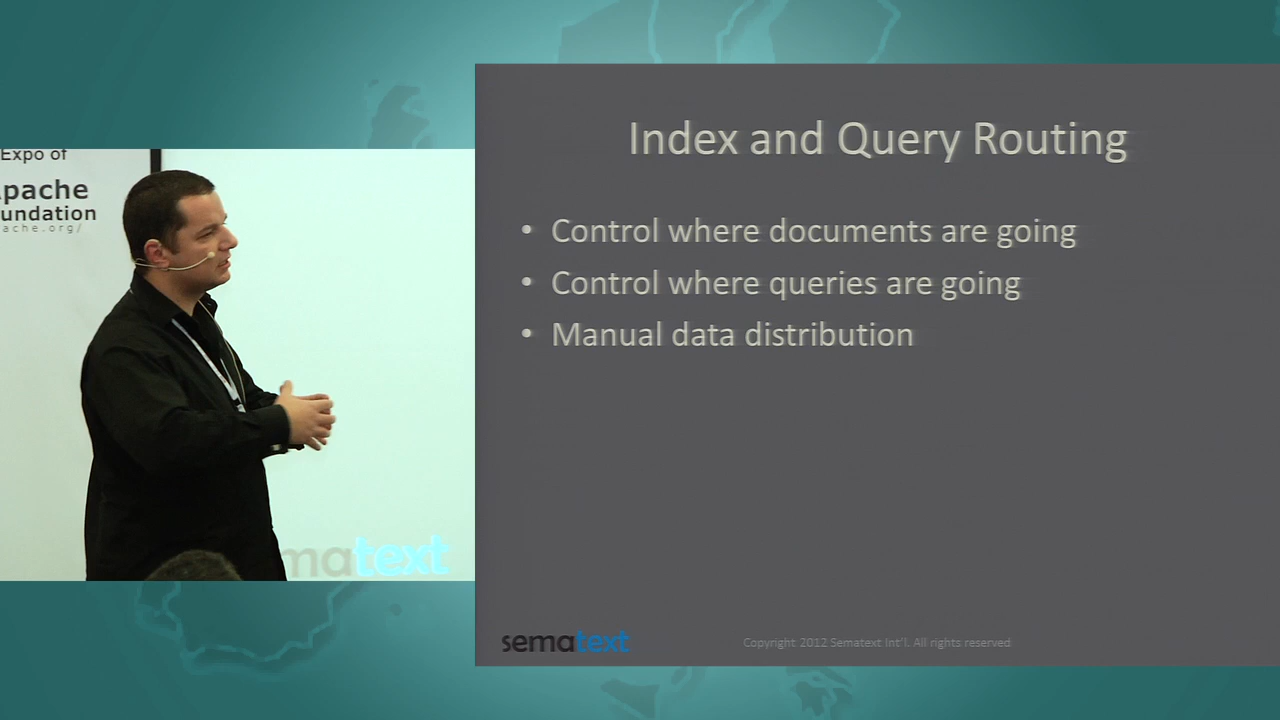 Expo of
pache
undation
ache.org/
matext
Index and Query Routing
• Control where documents are going
• Control where queries are going
• Manual data distribution
sematext
Copyright 2012 Sematext Int'l. All rights reserved